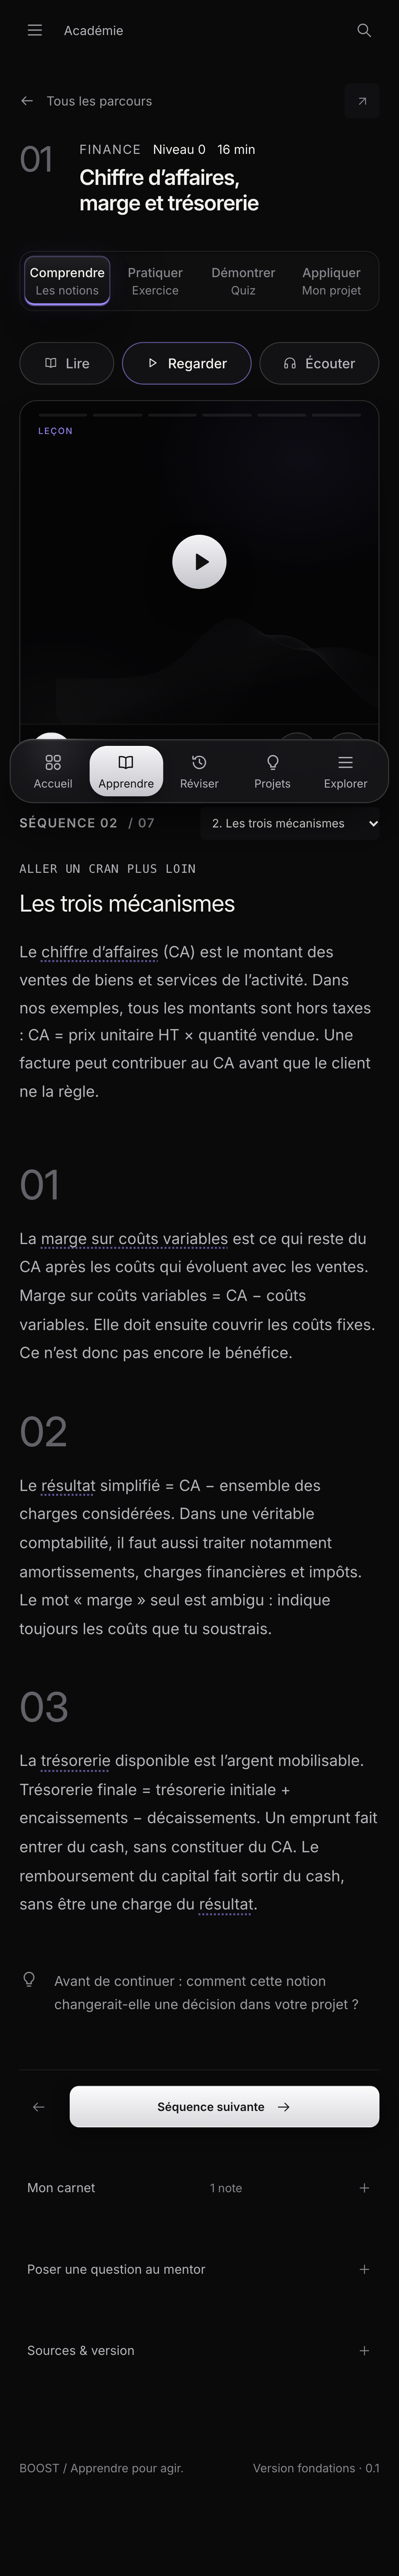 Académie
Tous les parcours
01
FINANCE Niveau 0 16 min
Chiffre d’affaires,
marge et trésorerie
Comprendre
Les notions
Pratiquer
Exercice
Démontrer
Quiz
Appliquer
Mon projet
Lire
Regarder
Écouter
LEÇON
Accueil
Apprendre
Réviser
Projets
Explorer
SÉQUENCE 02 / 07
2. Les trois mécanismes
ALLER UN CRAN PLUS LOIN
Les trois mécanismes
Le chiffre d’affaires (CA) est le montant des
ventes de biens et services de l’activité. Dans
nos exemples, tous les montants sont hors taxes
: CA = prix unitaire HT × quantité vendue. Une
facture peut contribuer au CA avant que le client
ne la règle.
01
La marge sur coûts variables est ce qui reste du
CA après les coûts qui évoluent avec les ventes.
Marge sur coûts variables = CA − coûts
variables. Elle doit ensuite couvrir les coûts fixes.
Ce n’est donc pas encore le bénéfice.
02
Le résultat simplifié = CA − ensemble des
charges considérées. Dans une véritable
comptabilité, il faut aussi traiter notamment
amortissements, charges financières et impôts.
Le mot « marge » seul est ambigu : indique
toujours les coûts que tu soustrais.
03
La trésorerie disponible est l’argent mobilisable.
Trésorerie finale = trésorerie initiale +
encaissements − décaissements. Un emprunt fait
entrer du cash, sans constituer du CA. Le
remboursement du capital fait sortir du cash,
sans être une charge du résultat.
Avant de continuer : comment cette notion
changerait-elle une décision dans votre projet ?
Séquence suivante
Mon carnet
1 note
Poser une question au mentor
Sources & version
BOOST / Apprendre pour agir.
Version fondations · 0.1